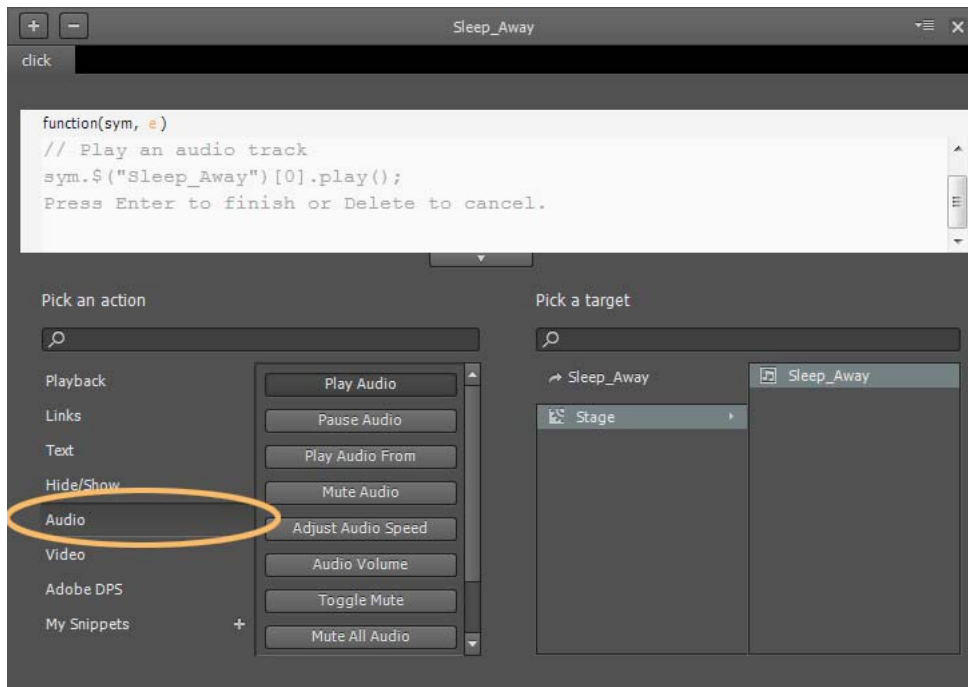 Sleep_Away
click
function(sym, e)
// Play an audio track
sym.$("Sleep_Away")[0].play();
Press Enter to finish or Delete to cancel.
Pick an action
Playback
Links
Text
Hide/Show
Audio
Video
Adobe DPS
My Snippets +
Play Audio
Pause Audio
Play Audio From
Mute Audio
Adjust Audio Speed
Audio Volume
Toggle Mute
Mute All Audio
Pick a target
Sleep_Away
Stage
Sleep_Away